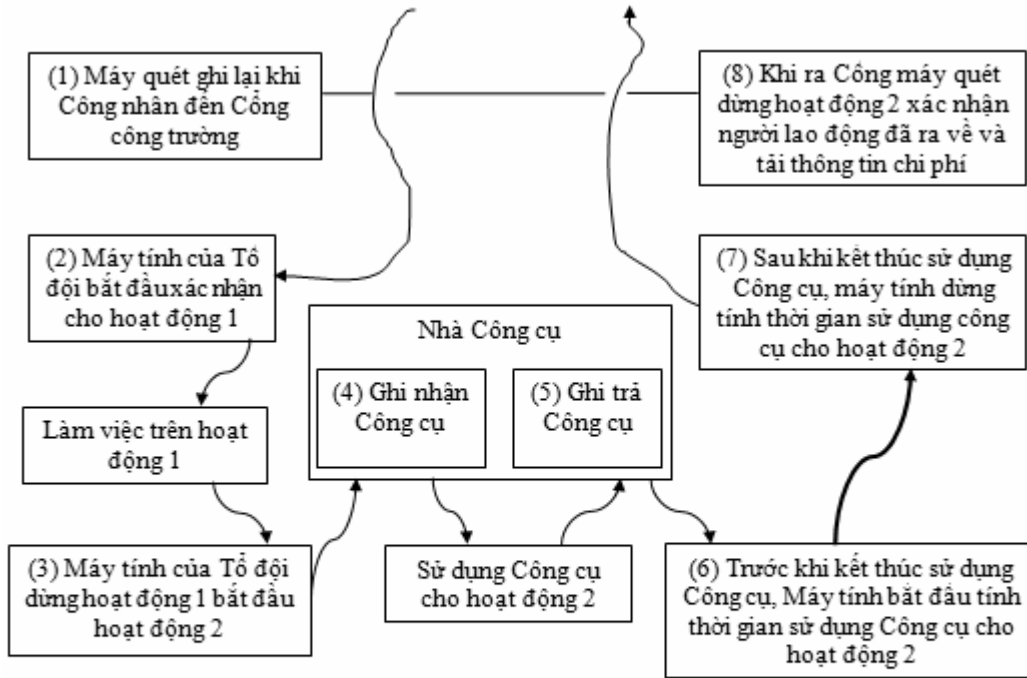 (1) Máy quét ghi lại khi
Công nhân đến Cổng
công trường
(8) Khi ra Cổng máy quét
dừng hoạt động 2 xác nhận
người lao động đã ra về và
tải thông tin chi phí
(2) Máy tính của Tổ
đội bắt đầu xác nhận
cho hoạt động 1
(7) Sau khi kết thúc sử dụng
Công cụ, máy tính dừng
tính thời gian sử dụng công
cụ cho hoạt động 2
Nhà Công cụ
(4) Ghi nhận
Công cụ
(5) Ghi trả
Công cụ
Làm việc trên hoạt
động 1
(3) Máy tính của Tổ đội
dừng hoạt động 1 bắt đầu
hoạt động 2
Sử dụng Công cụ
cho hoạt động 2
(6) Trước khi kết thúc sử dụng
Công cụ, Máy tính bắt đầu tính
thời gian sử dụng Công cụ cho
hoạt động 2